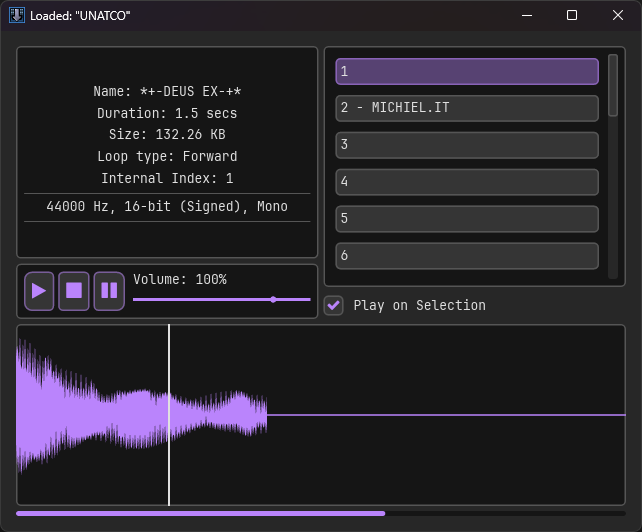 Loaded: "UNATCO"
Name: *+-DEUS EX-+*
Duration: 1.5 secs
Size: 132.26 KB
Loop type: Forward
Internal Index: 1
44000 Hz, 16-bit (Signed), Mono
1
2 - MICHIEL.IT
3
4
5
6
Volume: 100%
Play on Selection